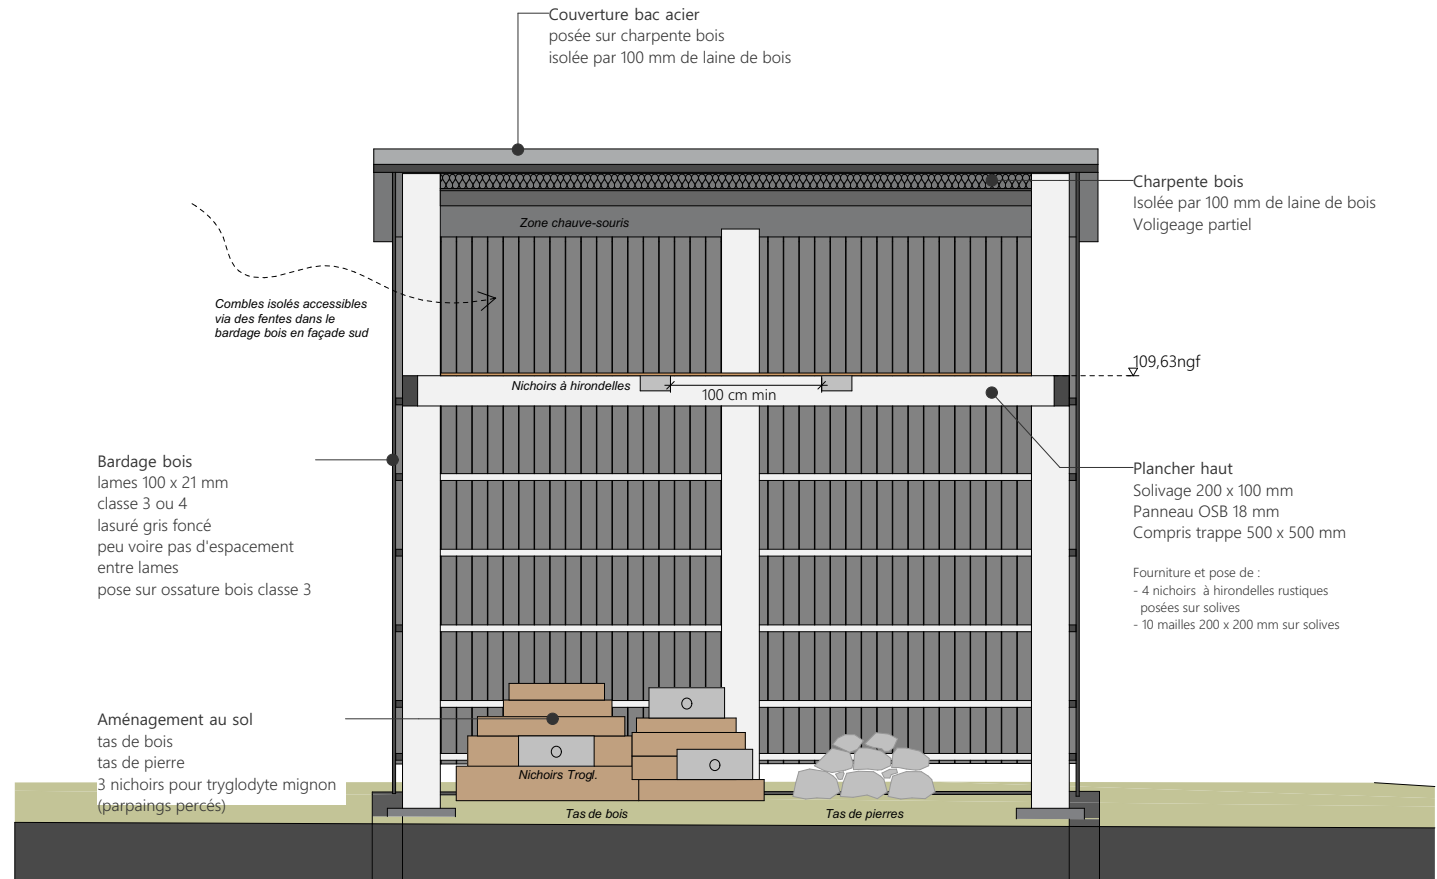 Couverture bac acier
posée sur charpente bois
isolée par 100 mm de laine de bois
Charpente bois
Isolée par 100 mm de laine de bois
Voligeage partiel
Zone chauve-souris
Combles isolés accessibles
via des fentes dans le
bardage bois en façade sud
109,63ngf
Nichoirs à hirondelles
100 cm min
Bardage bois
lames 100 x 21 mm
classe 3 ou 4
lasuré gris foncé
peu voire pas d'espacement
entre lames
pose sur ossature bois classe 3
Plancher haut
Solivage 200 x 100 mm
Panneau OSB 18 mm
Compris trappe 500 x 500 mm
Fourniture et pose de :
- 4 nichoirs à hirondelles rustiques
posées sur solives
- 10 mailles 200 x 200 mm sur solives
Aménagement au sol
tas de bois
tas de pierre
3 nichoirs pour tryglodyte mignon
(parpaings percés)
Nichoirs Trogl.
Tas de bois
Tas de pierres